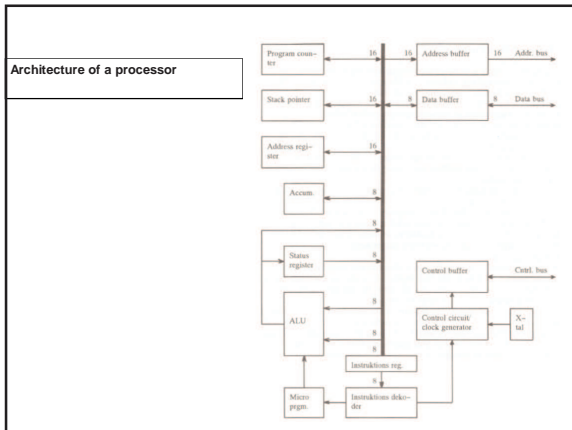 Architecture of a processor
Program coun-
ter
16
16
Address buffer
16
Addr. bus
Stack pointer
16
8
Data buffer
8
Data bus
Address regi-
ster
16
Accum.
8
8
Status
register
8
Control buffer
Cntrl. bus
ALU
8
8
Control circuit/
clock generator
X-
tal
8
Instruktions reg.
8
Micro
prgm.
Instruktions deko-
der